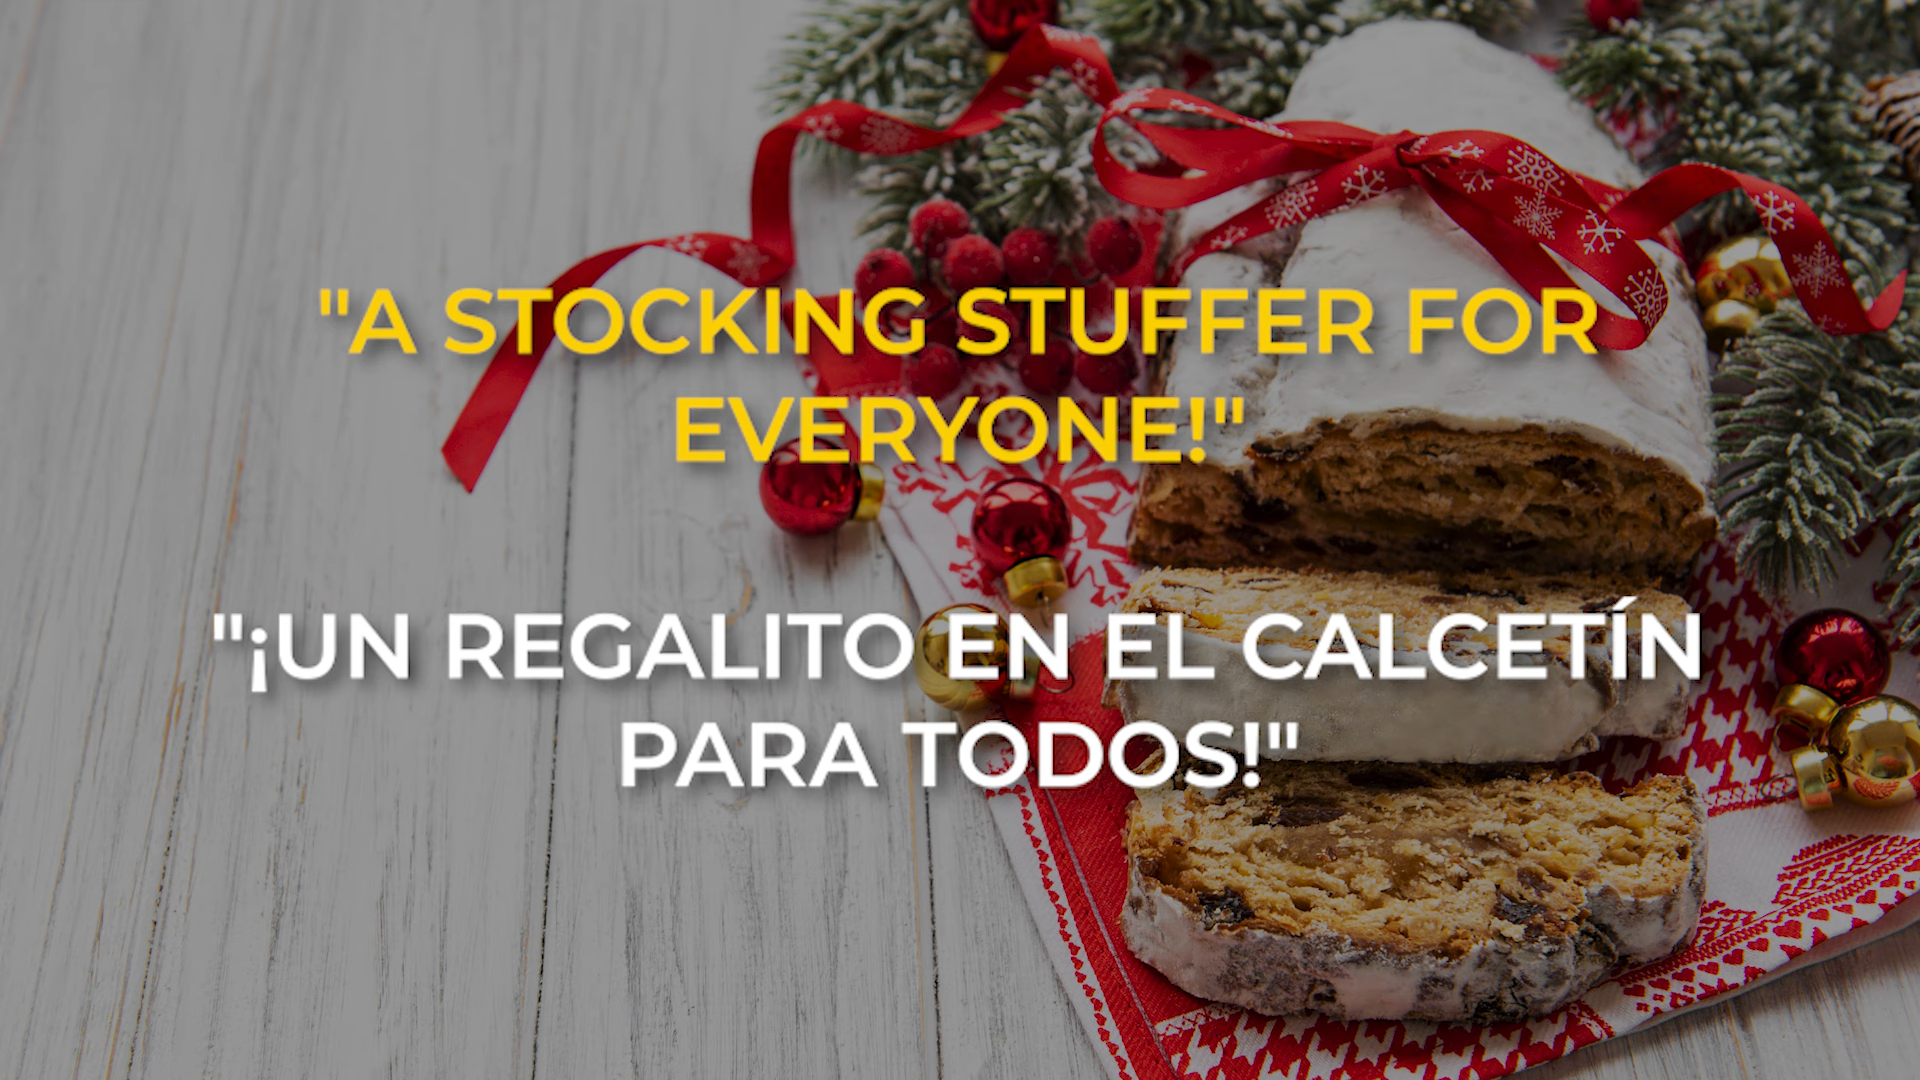 "A STOCKING STUFFER FOR
EVERYONE!"
"¡UN REGALITO EN EL CALCETÍN
PARA TODOS!"